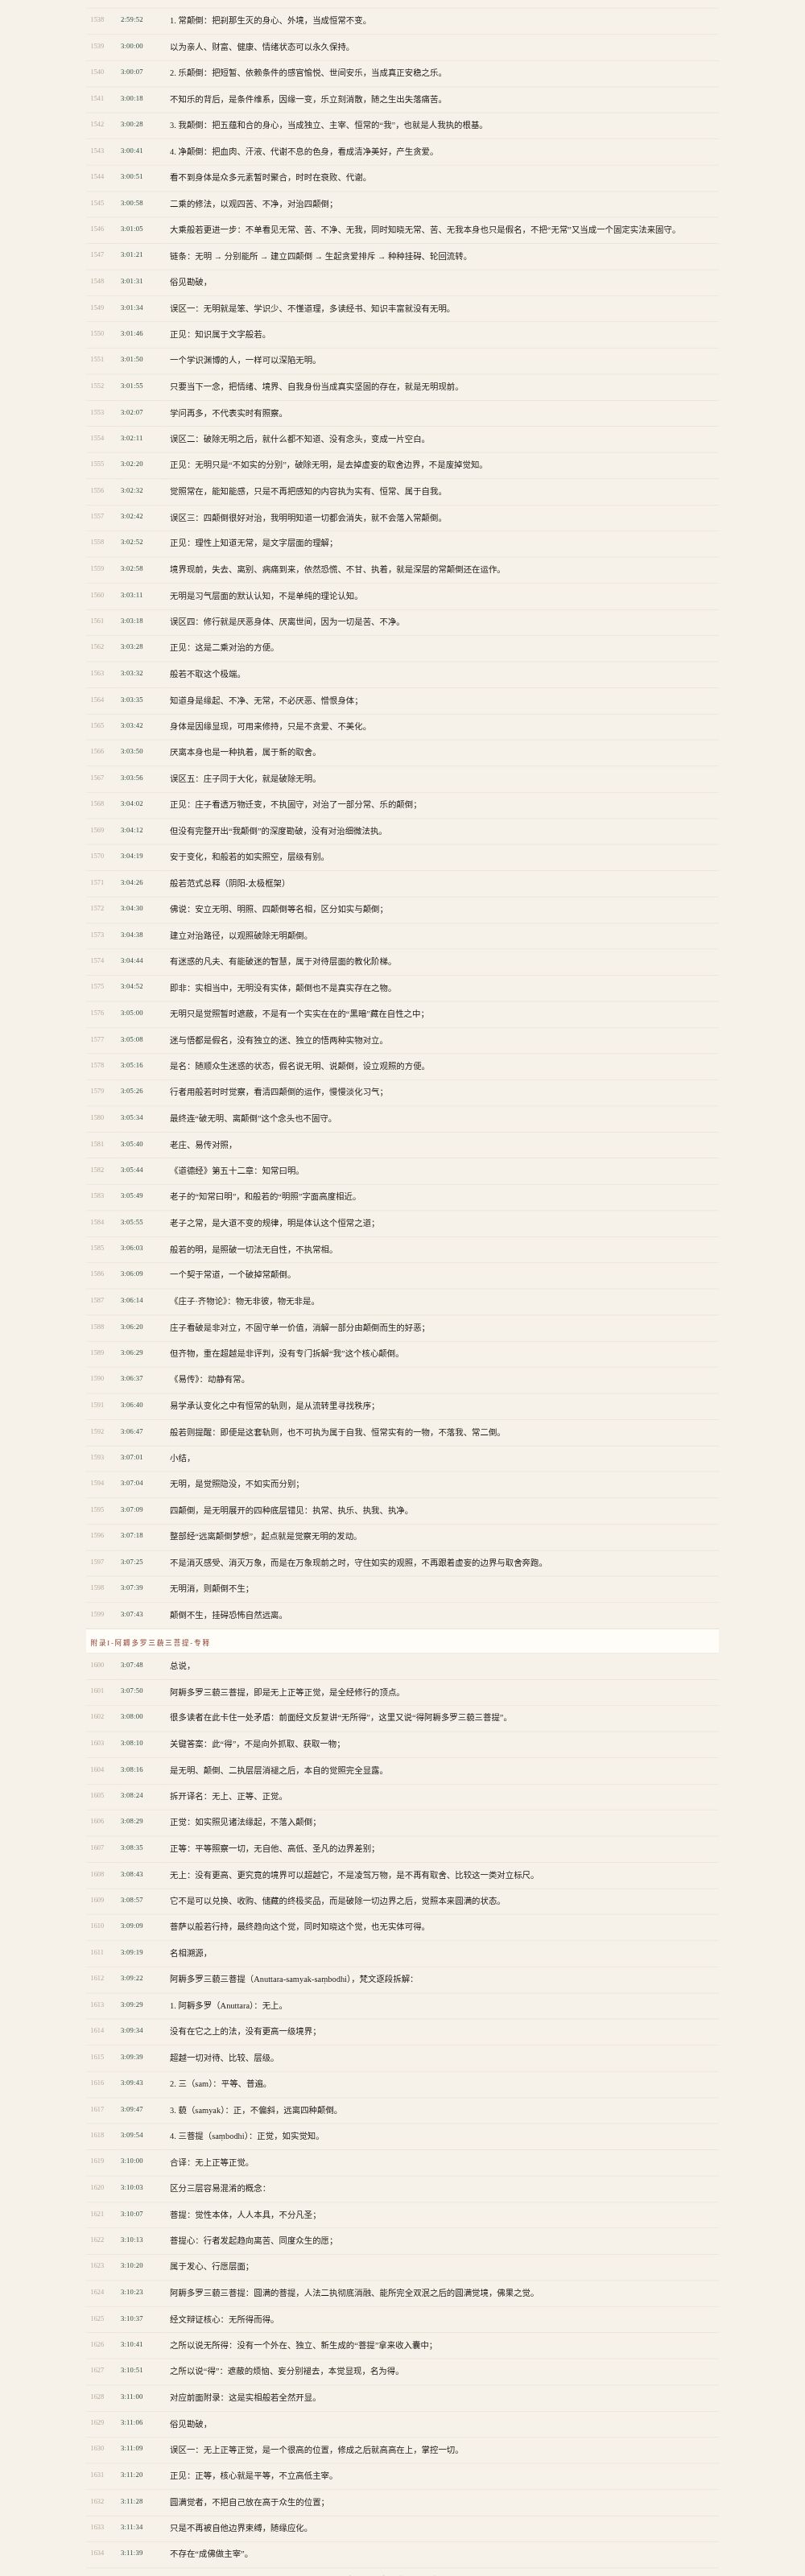 1538 2:59:52 1. 常颠倒：把刹那生灭的身心、外境，当成恒常不变。
1539 3:00:00 以为亲人、财富、健康、情绪状态可以永久保持。
1540 3:00:07 2. 乐颠倒：把短暂、依赖条件的感官愉悦、世间安乐，当成真正安稳之乐。
1541 3:00:18 不知乐的背后，是条件维系，因缘一变，乐立刻消散，随之生出失落痛苦。
1542 3:00:28 3. 我颠倒：把五蕴和合的身心，当成独立、主宰、恒常的“我”，也就是人我执的根基。
1543 3:00:41 4. 净颠倒：把血肉、汗液、代谢不息的色身，看成清净美好，产生贪爱。
1544 3:00:51 看不到身体是众多元素暂时聚合，时时在衰败、代谢。
1545 3:00:58 二乘的修法，以观四苦、不净，对治四颠倒；
1546 3:01:05 大乘般若更进一步：不单看见无常、苦、不净、无我，同时知晓无常、苦、无我本身也只是假名，不把“无常”又当成一个固定实法来固守。
1547 3:01:21 链条：无明 → 分别能所 → 建立四颠倒 → 生起贪爱排斥 → 种种挂碍、轮回流转。
1548 3:01:31 俗见勘破，
1549 3:01:34 误区一：无明就是笨、学识少、不懂道理，多读经书、知识丰富就没有无明。
1550 3:01:46 正见：知识属于文字般若。
1551 3:01:50 一个学识渊博的人，一样可以深陷无明。
1552 3:01:55 只要当下一念，把情绪、境界、自我身份当成真实坚固的存在，就是无明现前。
1553 3:02:07 学问再多，不代表实时有照察。
1554 3:02:11 误区二：破除无明之后，就什么都不知道、没有念头，变成一片空白。
1555 3:02:20 正见：无明只是“不如实的分别”，破除无明，是去掉虚妄的取舍边界，不是废掉觉知。
1556 3:02:32 觉照常在，能知能感，只是不再把感知的内容执为实有、恒常、属于自我。
1557 3:02:42 误区三：四颠倒很好对治，我明明知道一切都会消失，就不会落入常颠倒。
1558 3:02:52 正见：理性上知道无常，是文字层面的理解；
1559 3:02:58 境界现前，失去、离别、病痛到来，依然恐慌、不甘、执着，就是深层的常颠倒还在运作。
1560 3:03:11 无明是习气层面的默认认知，不是单纯的理论认知。
1561 3:03:18 误区四：修行就是厌恶身体、厌离世间，因为一切是苦、不净。
1562 3:03:28 正见：这是二乘对治的方便。
1563 3:03:32 般若不取这个极端。
1564 3:03:35 知道身是缘起、不净、无常，不必厌恶、憎恨身体；
1565 3:03:42 身体是因缘显现，可用来修持，只是不贪爱、不美化。
1566 3:03:50 厌离本身也是一种执着，属于新的取舍。
1567 3:03:56 误区五：庄子同于大化，就是破除无明。
1568 3:04:02 正见：庄子看透万物迁变，不执固守，对治了一部分常、乐的颠倒；
1569 3:04:12 但没有完整开出“我颠倒”的深度勘破，没有对治细微法执。
1570 3:04:19 安于变化，和般若的如实照空，层级有别。
1571 3:04:26 般若范式总释（阴阳-太极框架）
1572 3:04:30 佛说：安立无明、明照、四颠倒等名相，区分如实与颠倒；
1573 3:04:38 建立对治路径，以观照破除无明颠倒。
1574 3:04:44 有迷惑的凡夫、有能破迷的智慧，属于对待层面的教化阶梯。
1575 3:04:52 即非：实相当中，无明没有实体，颠倒也不是真实存在之物。
1576 3:05:00 无明只是觉照暂时遮蔽，不是有一个实实在在的“黑暗”藏在自性之中；
1577 3:05:08 迷与悟都是假名，没有独立的迷、独立的悟两种实物对立。
1578 3:05:16 是名：随顺众生迷惑的状态，假名说无明、说颠倒，设立观照的方便。
1579 3:05:26 行者用般若时时觉察，看清四颠倒的运作，慢慢淡化习气；
1580 3:05:34 最终连“破无明、离颠倒”这个念头也不固守。
1581 3:05:40 老庄、易传对照，
1582 3:05:44 《道德经》第五十二章：知常曰明。
1583 3:05:49 老子的“知常曰明”，和般若的“明照”字面高度相近。
1584 3:05:55 老子之常，是大道不变的规律，明是体认这个恒常之道；
1585 3:06:03 般若的明，是照破一切法无自性，不执常相。
1586 3:06:09 一个契于常道，一个破掉常颠倒。
1587 3:06:14 《庄子·齐物论》：物无非彼，物无非是。
1588 3:06:20 庄子看破是非对立，不固守单一价值，消解一部分由颠倒而生的好恶；
1589 3:06:29 但齐物，重在超越是非评判，没有专门拆解“我”这个核心颠倒。
1590 3:06:37 《易传》：动静有常。
1591 3:06:40 易学承认变化之中有恒常的轨则，是从流转里寻找秩序；
1592 3:06:47 般若则提醒：即便是这套轨则，也不可执为属于自我、恒常实有的一物，不落我、常二倒。
1593 3:07:01 小结，
1594 3:07:04 无明，是觉照隐没，不如实而分别；
1595 3:07:09 四颠倒，是无明展开的四种底层错见：执常、执乐、执我、执净。
1596 3:07:18 整部经“远离颠倒梦想”，起点就是觉察无明的发动。
1597 3:07:25 不是消灭感受、消灭万象，而是在万象现前之时，守住如实的观照，不再跟着虚妄的边界与取舍奔跑。
1598 3:07:39 无明消，则颠倒不生；
1599 3:07:43 颠倒不生，挂碍恐怖自然远离。
附录I-阿耨多罗三藐三菩提-专释
1600 3:07:48 总说，
1601 3:07:50 阿耨多罗三藐三菩提，即是无上正等正觉，是全经修行的顶点。
1602 3:08:00 很多读者在此卡住一处矛盾：前面经文反复讲“无所得”，这里又说“得阿耨多罗三藐三菩提”。
1603 3:08:10 关键答案：此“得”，不是向外抓取、获取一物；
1604 3:08:16 是无明、颠倒、二执层层消褪之后，本自的觉照完全显露。
1605 3:08:24 拆开译名：无上、正等、正觉。
1606 3:08:29 正觉：如实照见诸法缘起，不落入颠倒；
1607 3:08:35 正等：平等照察一切，无自他、高低、圣凡的边界差别；
1608 3:08:43 无上：没有更高、更究竟的境界可以超越它，不是凌驾万物，是不再有取舍、比较这一类对立标尺。
1609 3:08:57 它不是可以兑换、收购、储藏的终极奖品，而是破除一切边界之后，觉照本来圆满的状态。
1610 3:09:09 菩萨以般若行持，最终趋向这个觉，同时知晓这个觉，也无实体可得。
1611 3:09:19 名相溯源，
1612 3:09:22 阿耨多罗三藐三菩提（Anuttara-samyak-saṃbodhi），梵文逐段拆解：
1613 3:09:29 1. 阿耨多罗（Anuttara）：无上。
1614 3:09:34 没有在它之上的法，没有更高一级境界；
1615 3:09:39 超越一切对待、比较、层级。
1616 3:09:43 2. 三（sam）：平等、普遍。
1617 3:09:47 3. 藐（samyak）：正，不偏斜，远离四种颠倒。
1618 3:09:54 4. 三菩提（saṃbodhi）：正觉，如实觉知。
1619 3:10:00 合译：无上正等正觉。
1620 3:10:03 区分三层容易混淆的概念：
1621 3:10:07 菩提：觉性本体，人人本具，不分凡圣；
1622 3:10:13 菩提心：行者发起趋向离苦、同度众生的愿；
1623 3:10:20 属于发心、行愿层面；
1624 3:10:23 阿耨多罗三藐三菩提：圆满的菩提，人法二执彻底消融、能所完全双泯之后的圆满觉境，佛果之觉。
1625 3:10:37 经文辩证核心：无所得而得。
1626 3:10:41 之所以说无所得：没有一个外在、独立、新生成的“菩提”拿来收入囊中；
1627 3:10:51 之所以说“得”：遮蔽的烦恼、妄分别褪去，本觉显现，名为得。
1628 3:11:00 对应前面附录：这是实相般若全然开显。
1629 3:11:06 俗见勘破，
1630 3:11:09 误区一：无上正等正觉，是一个很高的位置，修成之后就高高在上，掌控一切。
1631 3:11:20 正见：正等，核心就是平等，不立高低主宰。
1632 3:11:28 圆满觉者，不把自己放在高于众生的位置；
1633 3:11:34 只是不再被自他边界束缚，随缘应化。
1634 3:11:39 不存在“成佛做主宰”。